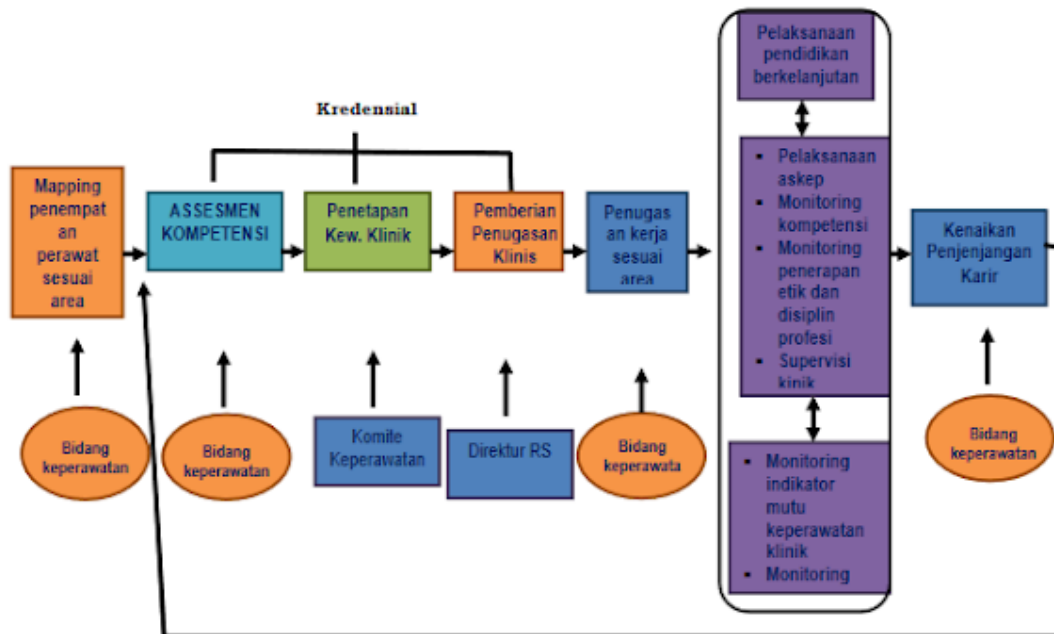 Kredensial
Mapping
penempat
an
perawat
sesuai
area
ASSESMEN
KOMPETENSI
Penetapan
Kew. Klinik
Pemberian
Penugasan
Klinis
Penugas
an kerja
sesuai
area
Pelaksanaan
pendidikan
berkelanjutan
▪ Pelaksanaan
askep
▪ Monitoring
kompetensi
▪ Monitoring
penerapan
etik dan
disiplin
profesi
▪ Supervisi
kinik
▪ Monitoring
indikator
mutu
keperawatan
klinik
▪ Monitoring
Kenaikan
Penjenjangan
Karir
Bidang
keperawatan
Bidang
keperawatan
Komite
Keperawatan
Direktur RS
Bidang
keperawata
Bidang
keperawatan